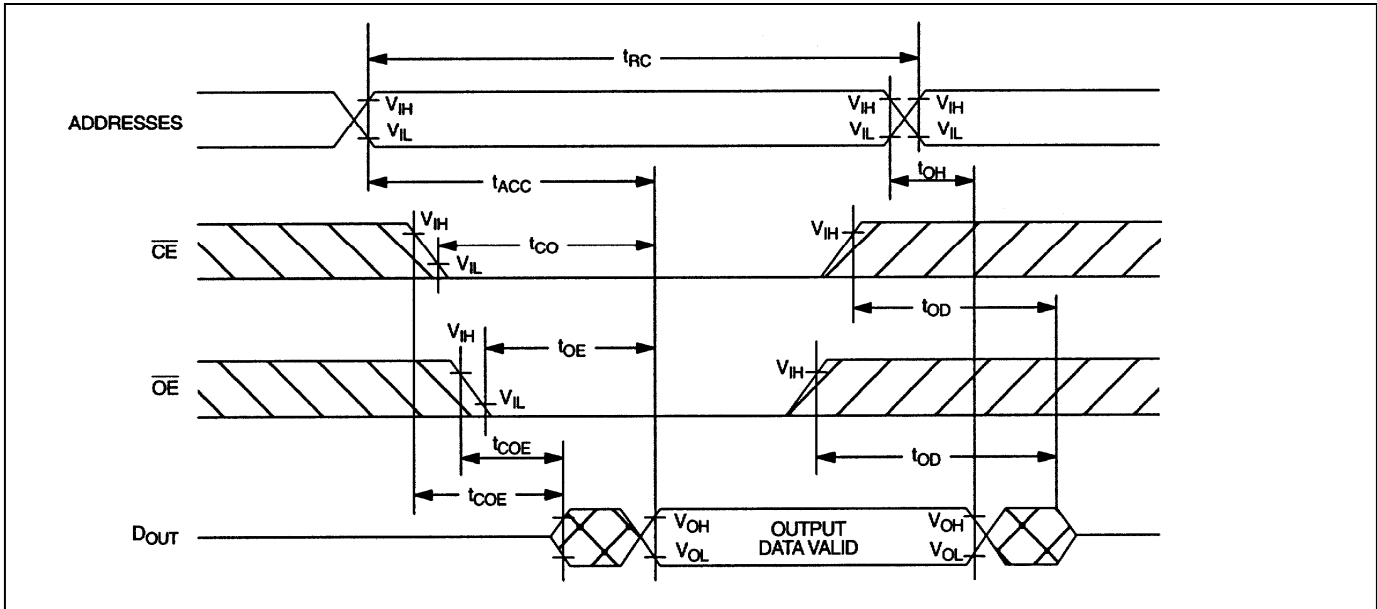 tRC
ADDRESSES
VIH
VIL
VIH
VIL
VIH
VIL
tACC
tOH
CE
VIH
tCO
VIL
VIH
tOD
OE
VIH
tOE
VIL
VIH
tCOE
tOD
tCOE
DOUT
VOH
VOL
OUTPUT
DATA VALID
VOH
VOL